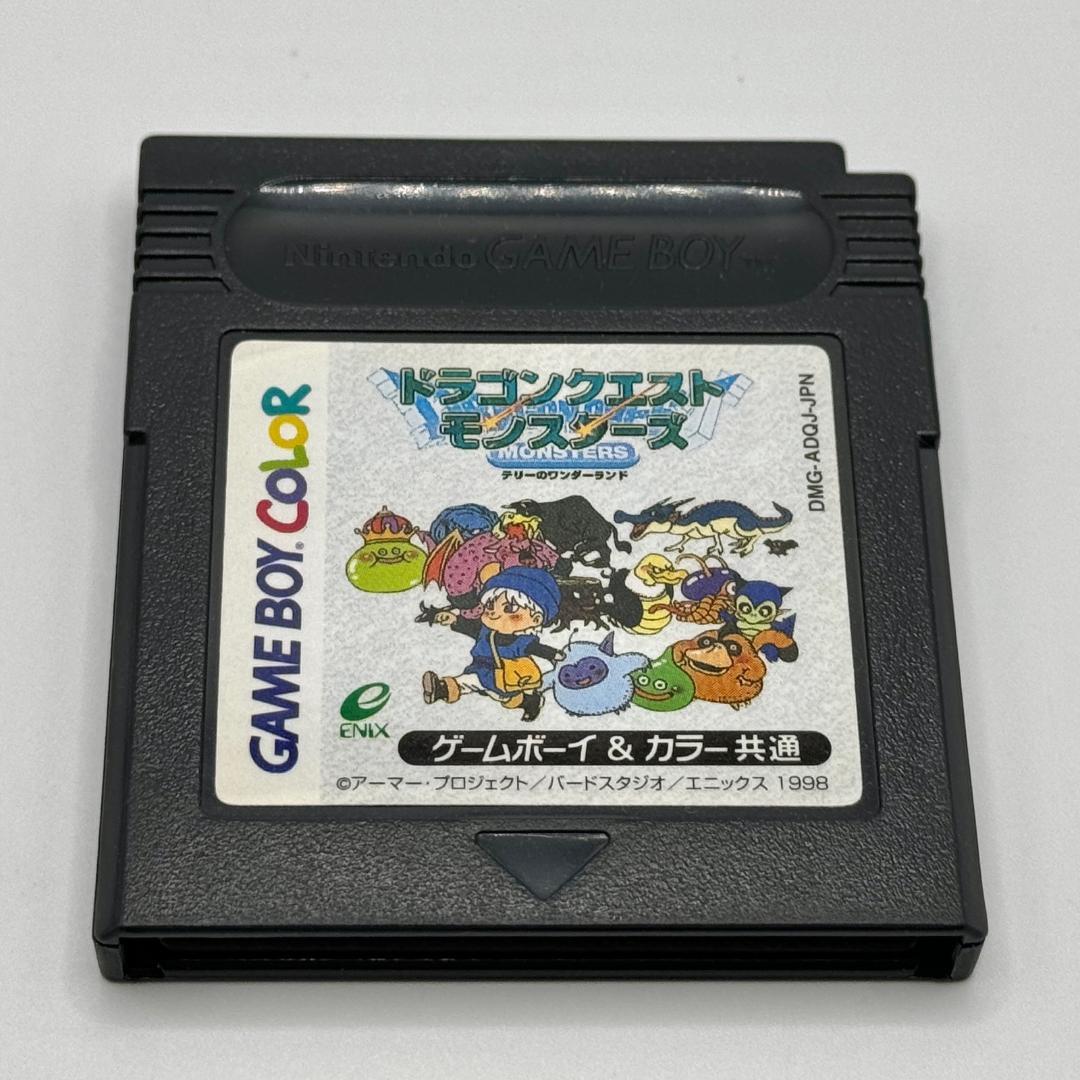 Nintendo GAME BOY™
GAME BOY COLOR
ドラゴンクエスト
モンスターズ
MONSTERS
テリーのワンダーランド
DMG-ADQJ-JPN
ENIX
ゲームボーイ & カラー共通
©アーマー・プロジェクト/バードスタジオ/エニックス 1998